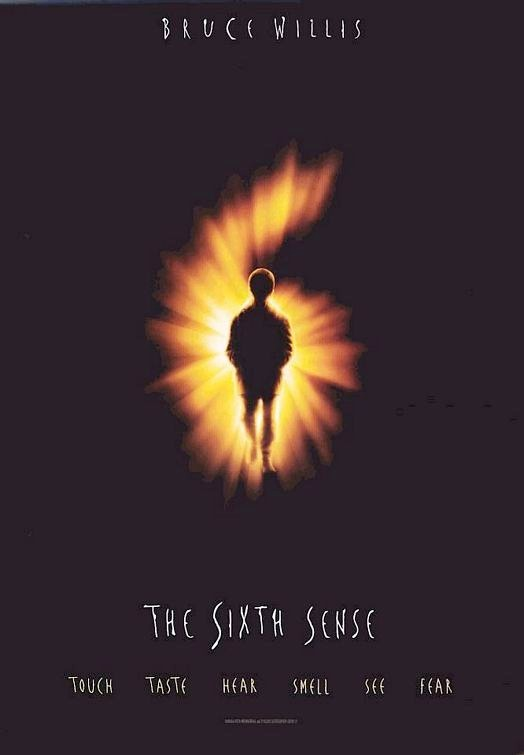 BRUCE WILLIS
THE SIXTH SENSE
TOUCH TASTE HEAR SMELL SEE FEAR